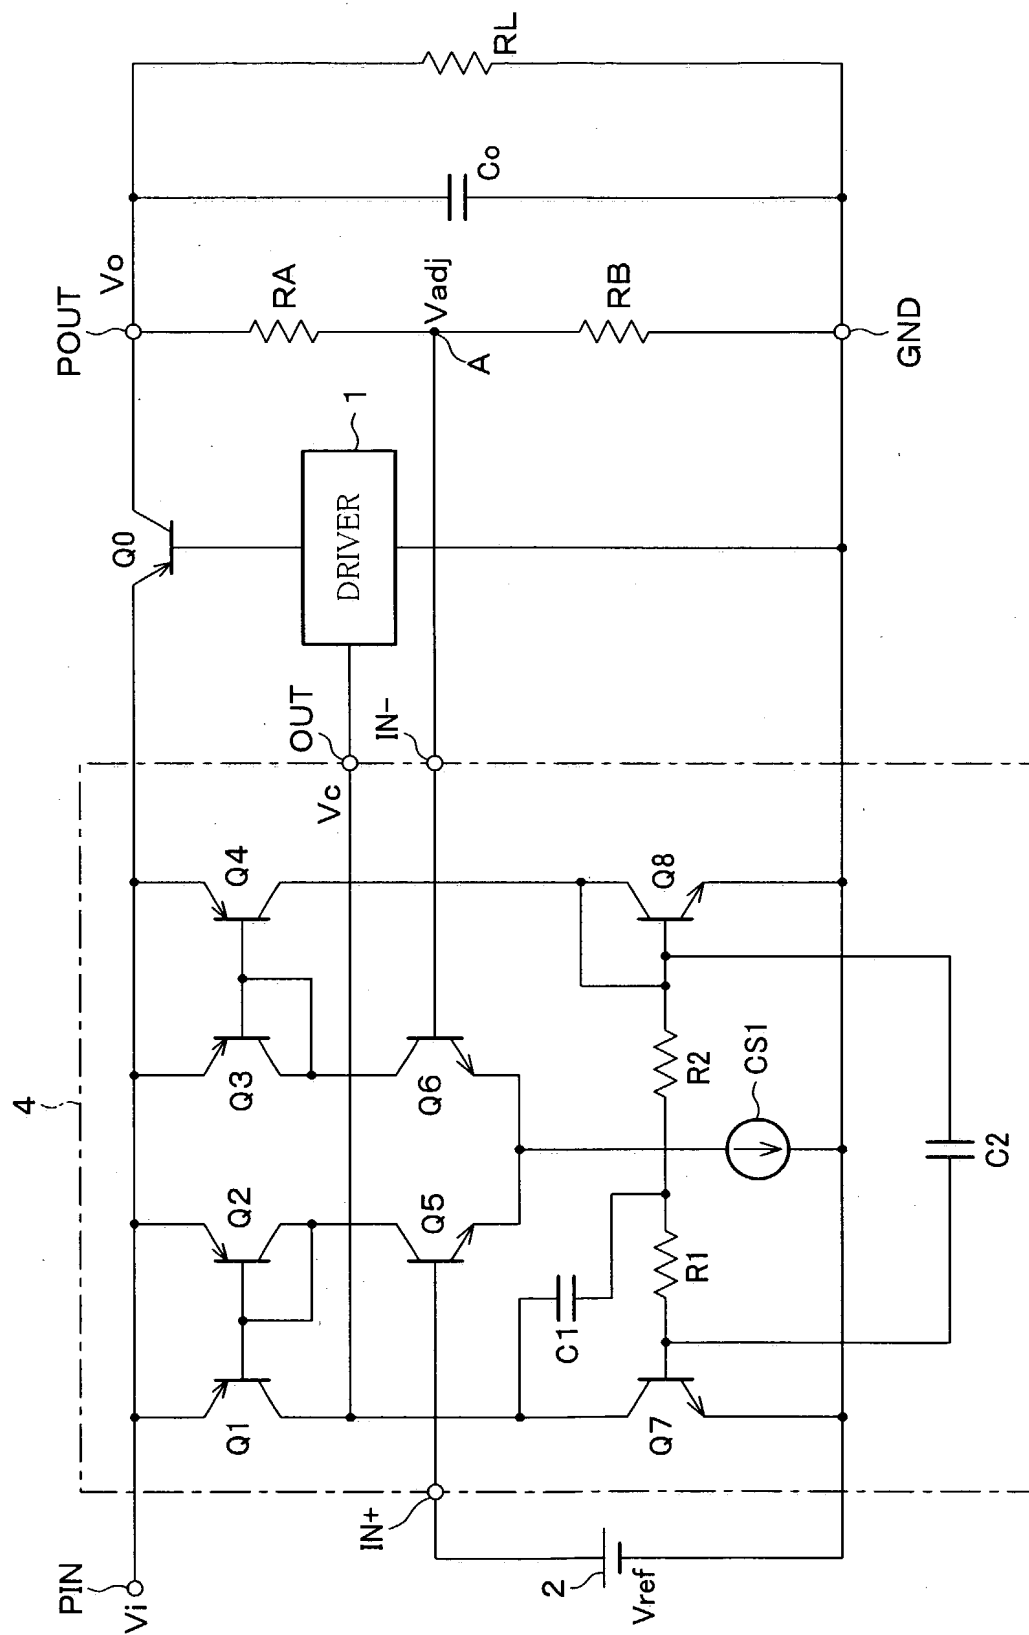 PIN
Vi
POUT
Vo
Q0
4
Q1
Q2
Q3
Q4
OUT
Vc
IN-
DRIVER
1
RA
Vadj
A
RB
Co
RL
IN+
Q5
Q6
C1
R1
R2
Q7
Q8
CS1
C2
2
Vref
GND